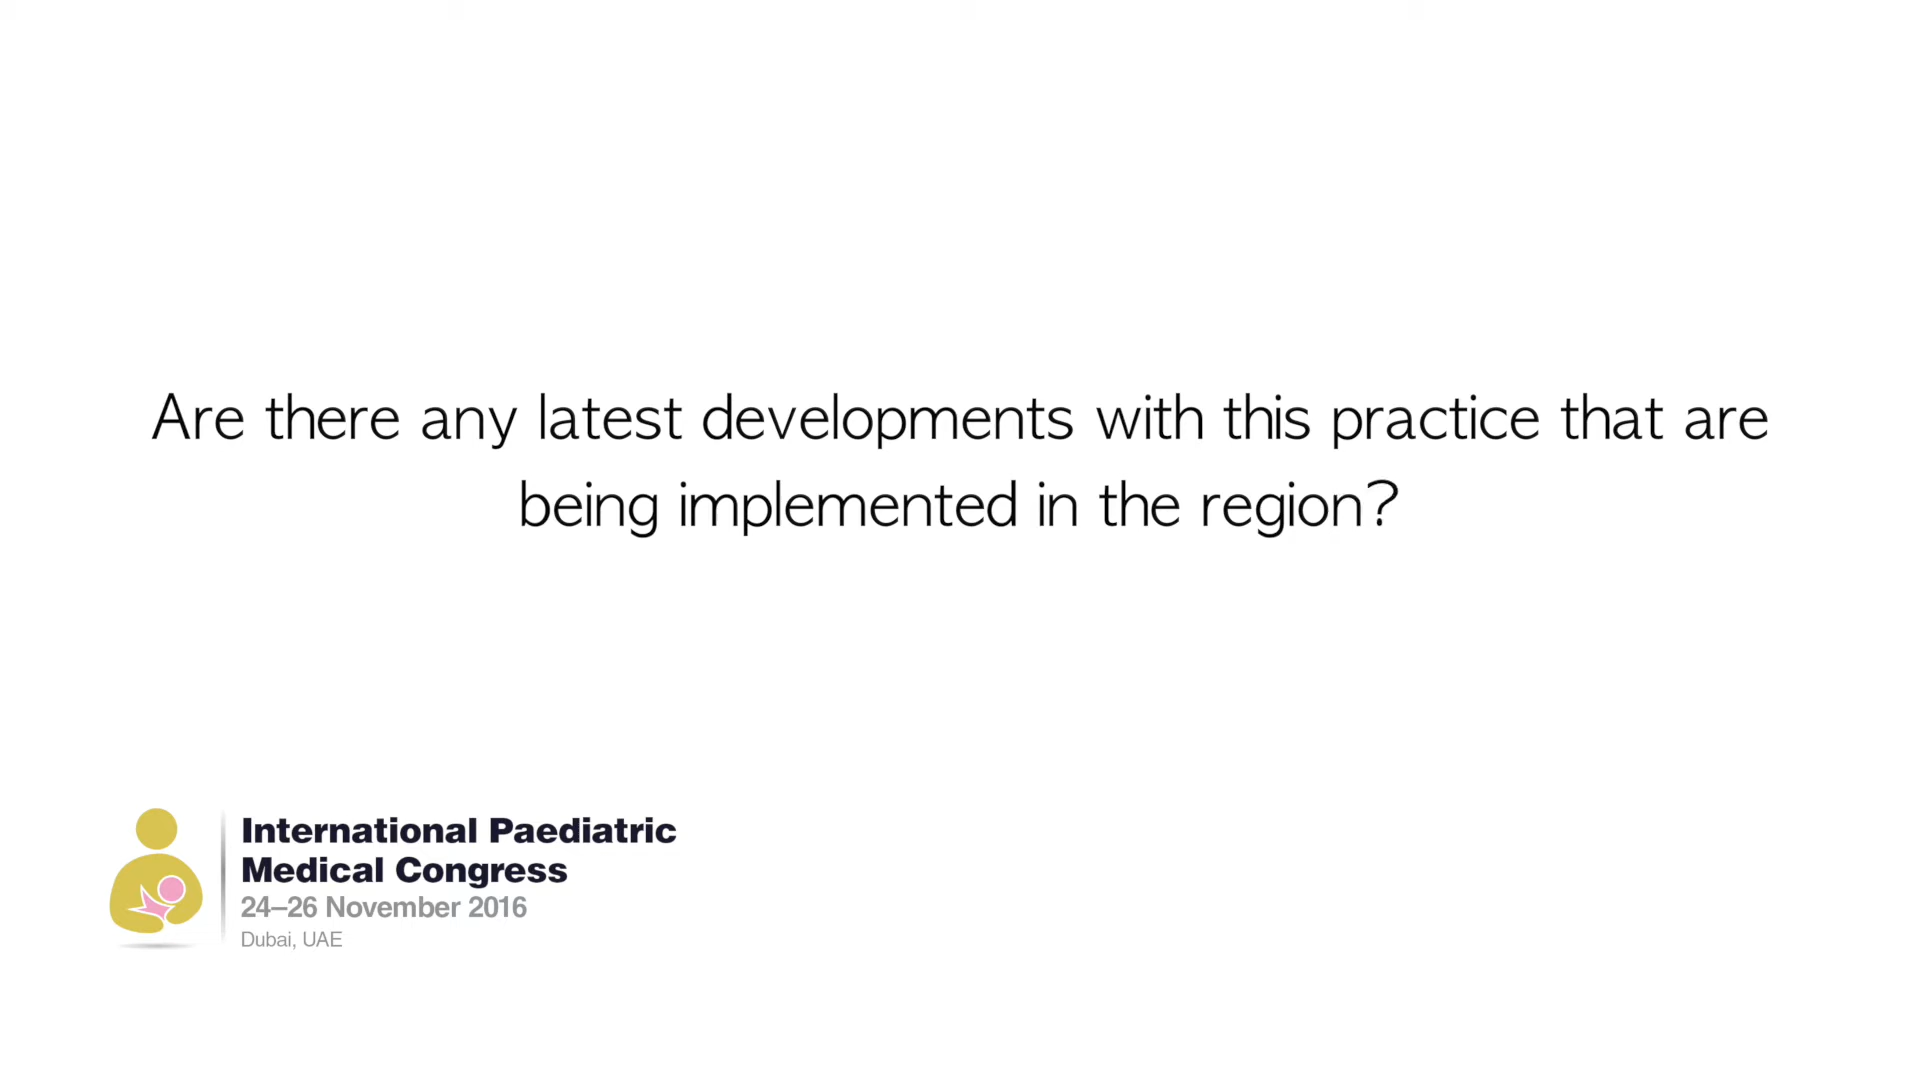 Are there any latest developments with this practice that are
being implemented in the region?
International Paediatric
Medical Congress
24–26 November 2016
Dubai, UAE